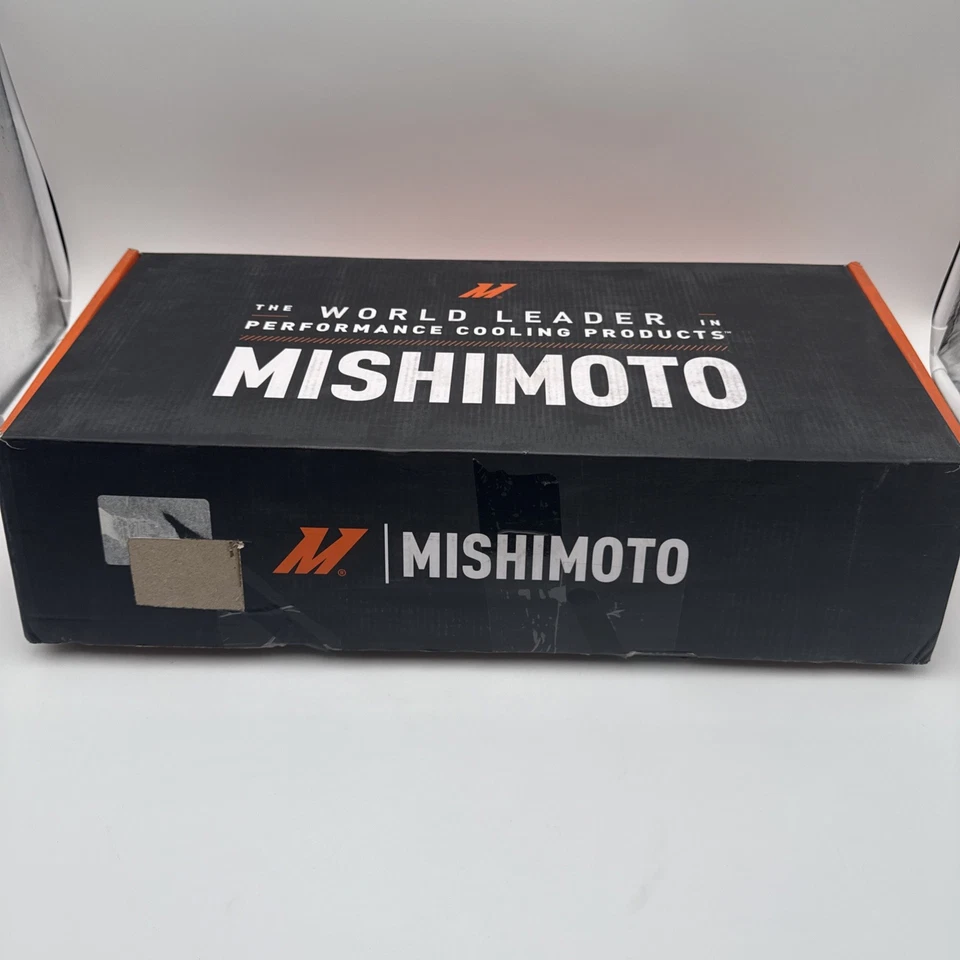 M
THE WORLD LEADER IN
PERFORMANCE COOLING PRODUCTS™
MISHIMOTO
M® | MISHIMOTO